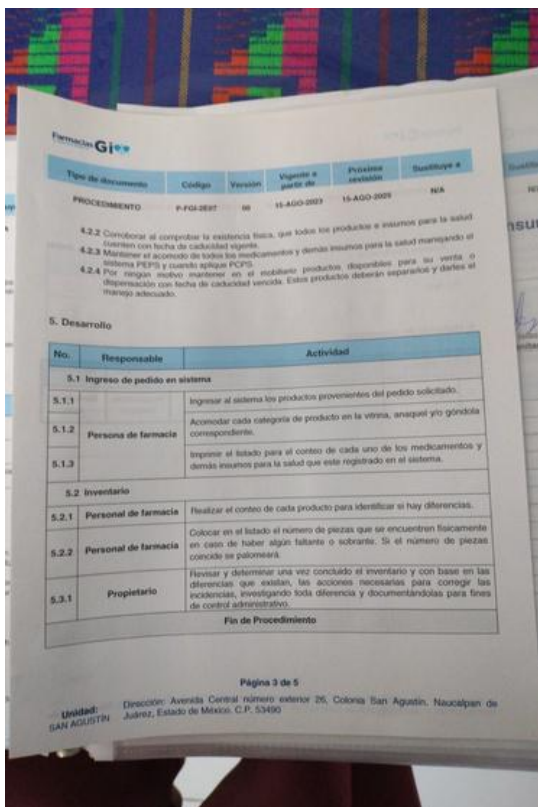 Farmacias Gi
Tipo de documento Código Versión Vigente a partir de Próxima revisión Sustituye a
PROCEDIMIENTO 00 15-AGO-2023 15-AGO-2025 N/A
4.2.2 Corroborar al comprobar la existencia física, que todos los productos e insumos para la salud
cuenten con fecha de caducidad vigente.
4.2.3 Mantener el acomodo de todos los medicamentos y demás insumos para la salud manejando el
sistema PEPS y cuando aplique PCPS.
4.2.4 Por ningún motivo mantener en el mobiliario productos disponibles para su venta o
dispensación con fecha de caducidad vencida. Estos productos deberán separarlos y darles el
manejo adecuado.
5. Desarrollo
No. Responsable Actividad
5.1 Ingreso de pedido en sistema
5.1.1 Ingresar al sistema los productos provenientes del pedido solicitado.
5.1.2 Persona de farmacia Acomodar cada categoría de producto en la vitrina, anaquel y/o góndola
correspondiente.
5.1.3 Imprimir el listado para el conteo de cada uno de los medicamentos y
demás insumos para la salud que este registrado en el sistema.
5.2 Inventario
5.2.1 Personal de farmacia Realizar el conteo de cada producto para identificar si hay diferencias.
5.2.2 Personal de farmacia Colocar en el listado el número de piezas que se encuentren físicamente
en caso de haber algún faltante o sobrante. Si el número de piezas
coincide se palomeará.
5.3.1 Propietario Revisar y determinar una vez concluido el inventario y con base en las
diferencias que existan, las acciones necesarias para corregir las
incidencias, investigando toda diferencia y documentándolas para fines
de control administrativo.
Fin de Procedimiento
Página 3 de 5
Unidad: SAN AGUSTÍN
Dirección: Avenida Central número exterior 26, Colonia San Agustín. Naucalpan de
Juárez, Estado de México. C.P. 53490